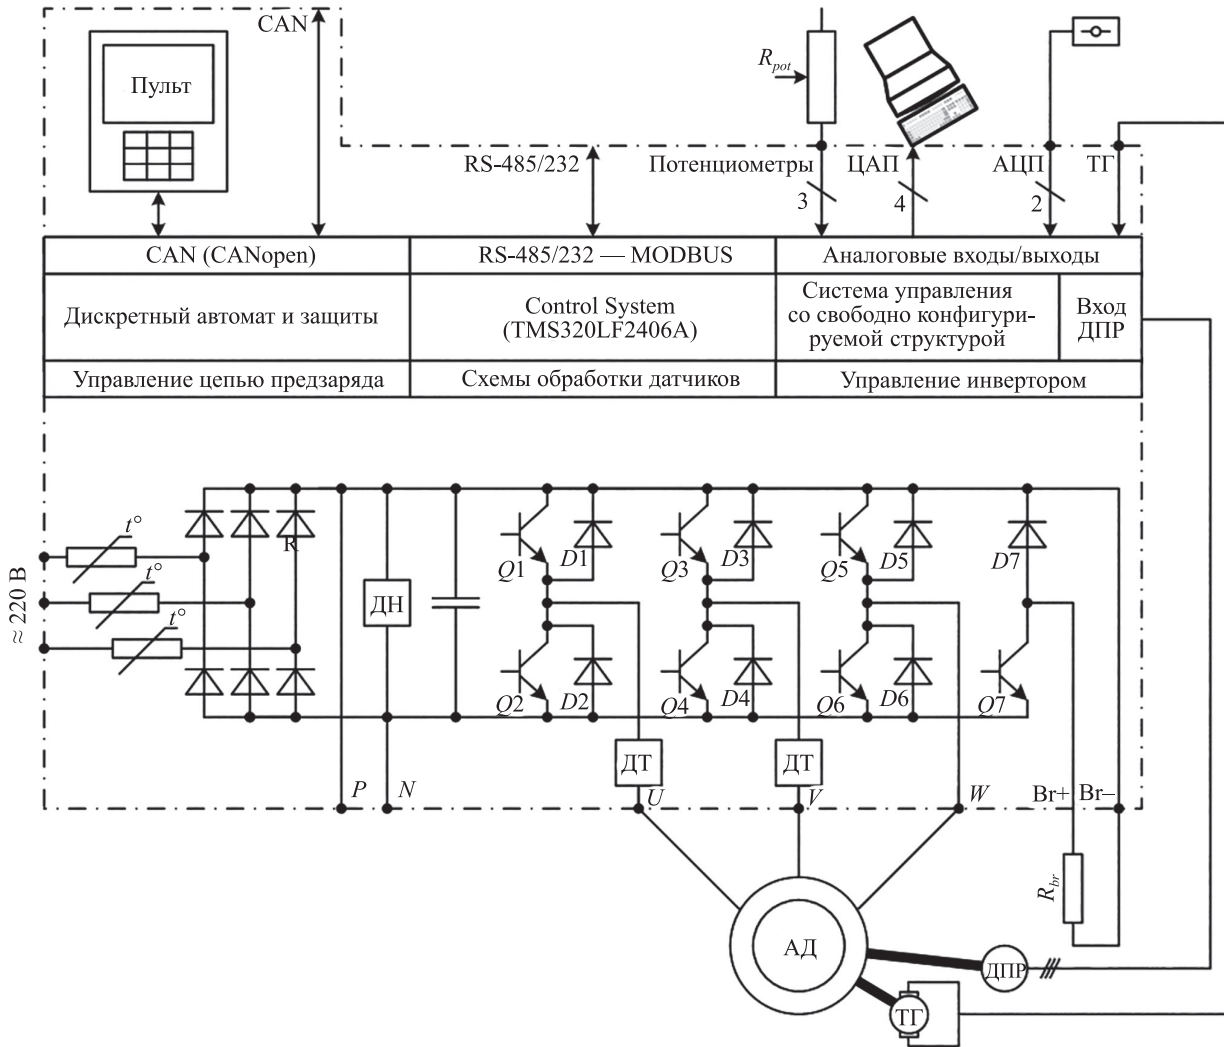 CAN
Пульт
R_pot
RS-485/232
Потенциометры
ЦАП
АЦП
ТГ
3
4
2
CAN (CANopen)
RS-485/232 — MODBUS
Аналоговые входы/выходы
Дискретный автомат и защиты
Control System
(TMS320LF2406A)
Система управления
со свободно конфигури-
руемой структурой
Вход
ДПР
Управление цепью предзаряда
Схемы обработки датчиков
Управление инвертором
≈ 220 В
t°
t°
t°
R
ДН
Q1
D1
Q3
D3
Q5
D5
D7
Q2
D2
Q4
D4
Q6
D6
Q7
ДТ
ДТ
P
N
U
V
W
Br+
Br–
R_br
АД
ДПР
ТГ